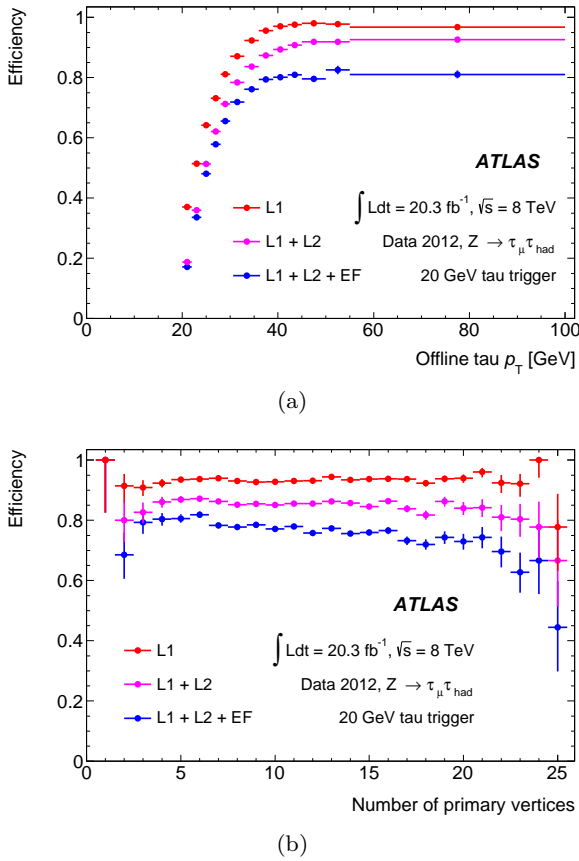 Efficiency
1
0.8
0.6
0.4
0.2
0
ATLAS
L1
∫ Ldt = 20.3 fb⁻¹, √s = 8 TeV
L1 + L2
Data 2012, Z → τμτhad
L1 + L2 + EF
20 GeV tau trigger
0 20 40 60 80 100
Offline tau pT [GeV]
(a)
Efficiency
1
0.8
0.6
0.4
0.2
0
ATLAS
L1
∫ Ldt = 20.3 fb⁻¹, √s = 8 TeV
L1 + L2
Data 2012, Z → τμτhad
L1 + L2 + EF
20 GeV tau trigger
5 10 15 20 25
Number of primary vertices
(b)